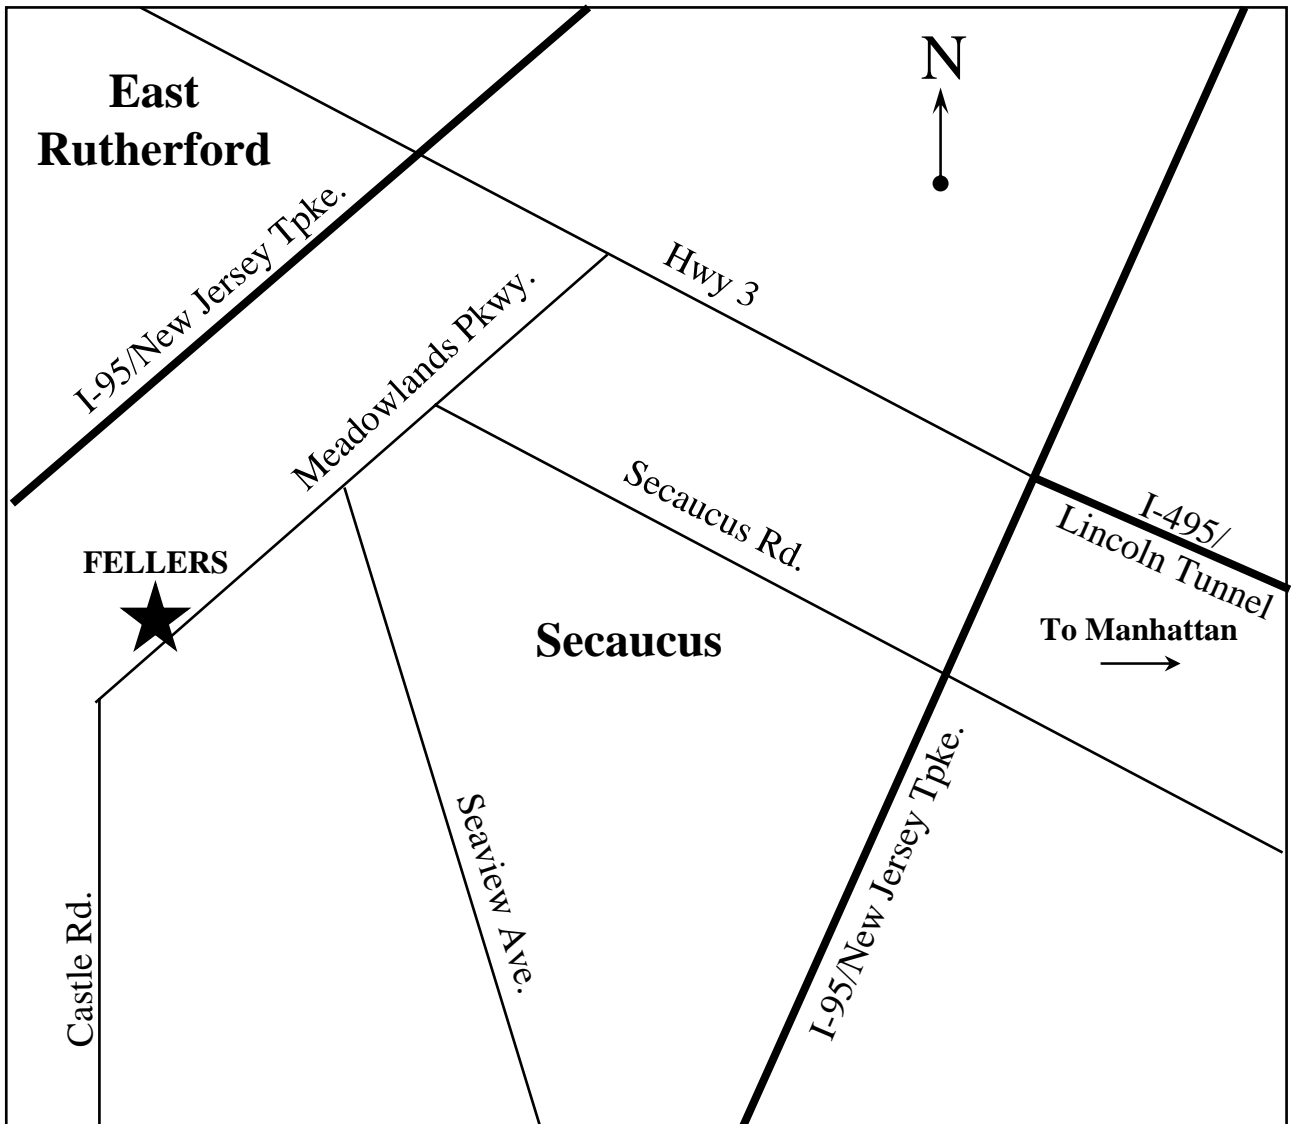 N
East
Rutherford
I-95/New Jersey Tpke.
Hwy 3
Meadowlands Pkwy.
Secaucus Rd.
I-495/
Lincoln Tunnel
FELLERS
Secaucus
To Manhattan
I-95/New Jersey Tpke.
Seaview Ave.
Castle Rd.